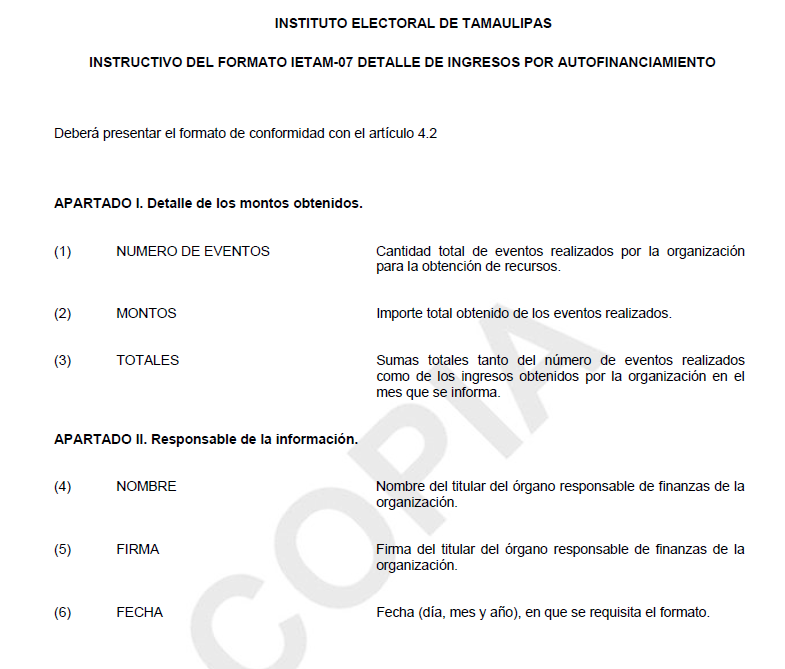 INSTITUTO ELECTORAL DE TAMAULIPAS
INSTRUCTIVO DEL FORMATO IETAM-07 DETALLE DE INGRESOS POR AUTOFINANCIAMIENTO
Deberá presentar el formato de conformidad con el artículo 4.2
APARTADO I. Detalle de los montos obtenidos.
(1) NUMERO DE EVENTOS Cantidad total de eventos realizados por la organización
para la obtención de recursos.
(2) MONTOS Importe total obtenido de los eventos realizados.
(3) TOTALES Sumas totales tanto del número de eventos realizados
como de los ingresos obtenidos por la organización en el
mes que se informa.
APARTADO II. Responsable de la información.
(4) NOMBRE Nombre del titular del órgano responsable de finanzas de la
organización.
(5) FIRMA Firma del titular del órgano responsable de finanzas de la
organización.
(6) FECHA Fecha (día, mes y año), en que se requisita el formato.
COPIA